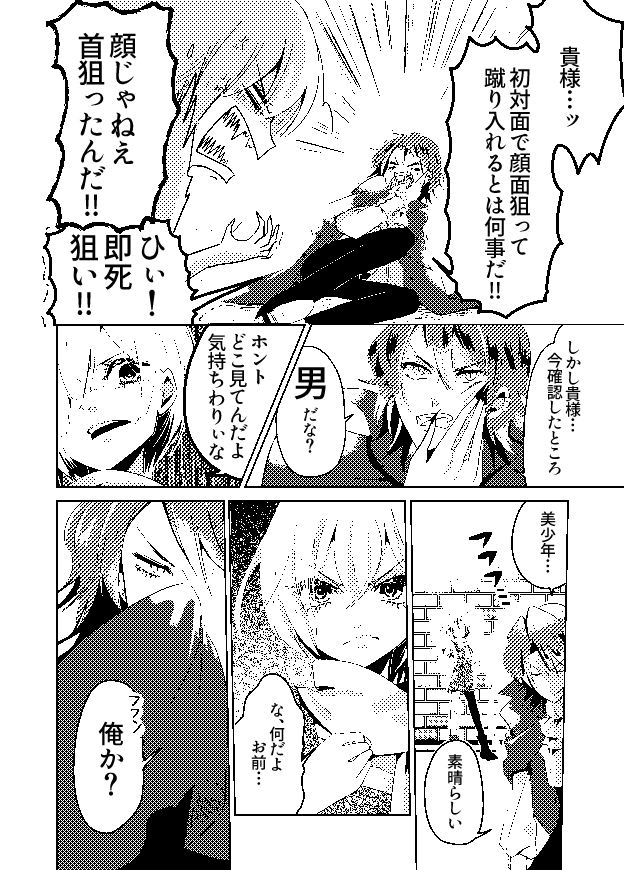 貴様…ッ
初対面で顔面狙って
蹴り入れるとは何事だ!!
顔じゃねえ
首狙ったんだ!!
ひぃ!
即死
狙い!!
しかし貴様…
今確認したところ
男
だな?
ホント
どこ見てんだよ
気持ちわりぃな
美少年…
素晴らしい
な、何だよ
お前…
フフン
俺か?